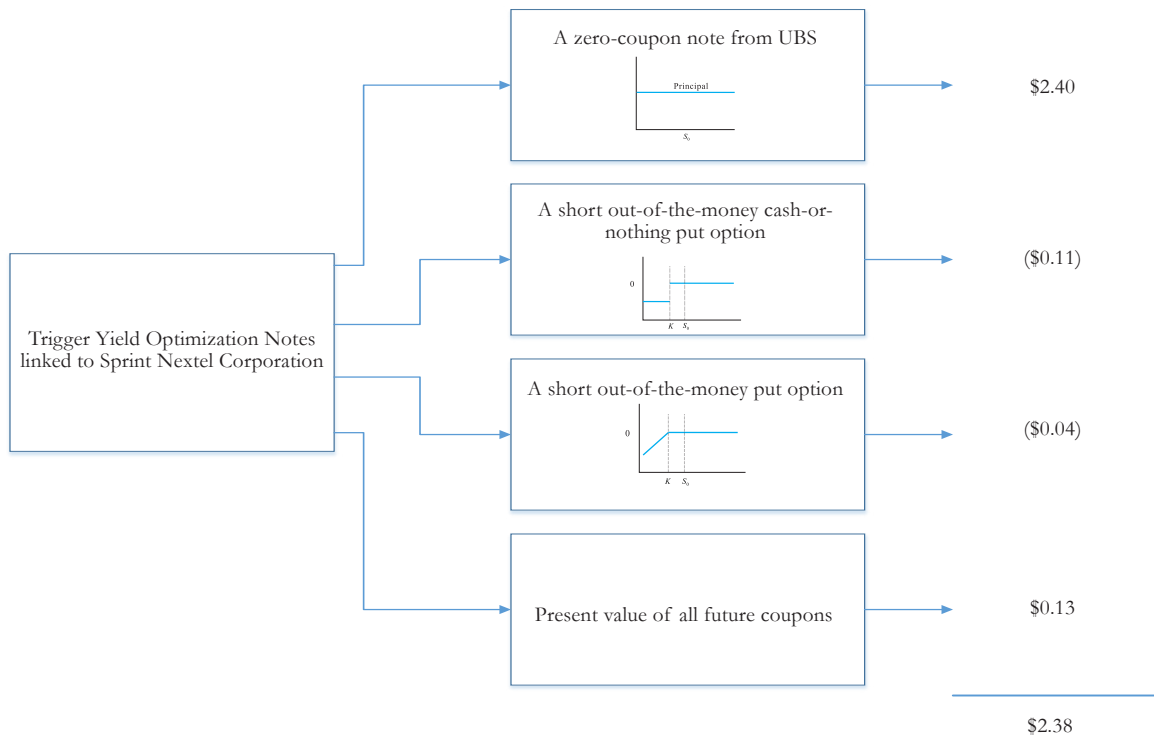 A zero-coupon note from UBS
Principal
S₀
$2.40
A short out-of-the-money cash-or-
nothing put option
0
K S₀
($0.11)
Trigger Yield Optimization Notes
linked to Sprint Nextel Corporation
A short out-of-the-money put option
0
K S₀
($0.04)
Present value of all future coupons
$0.13
$2.38